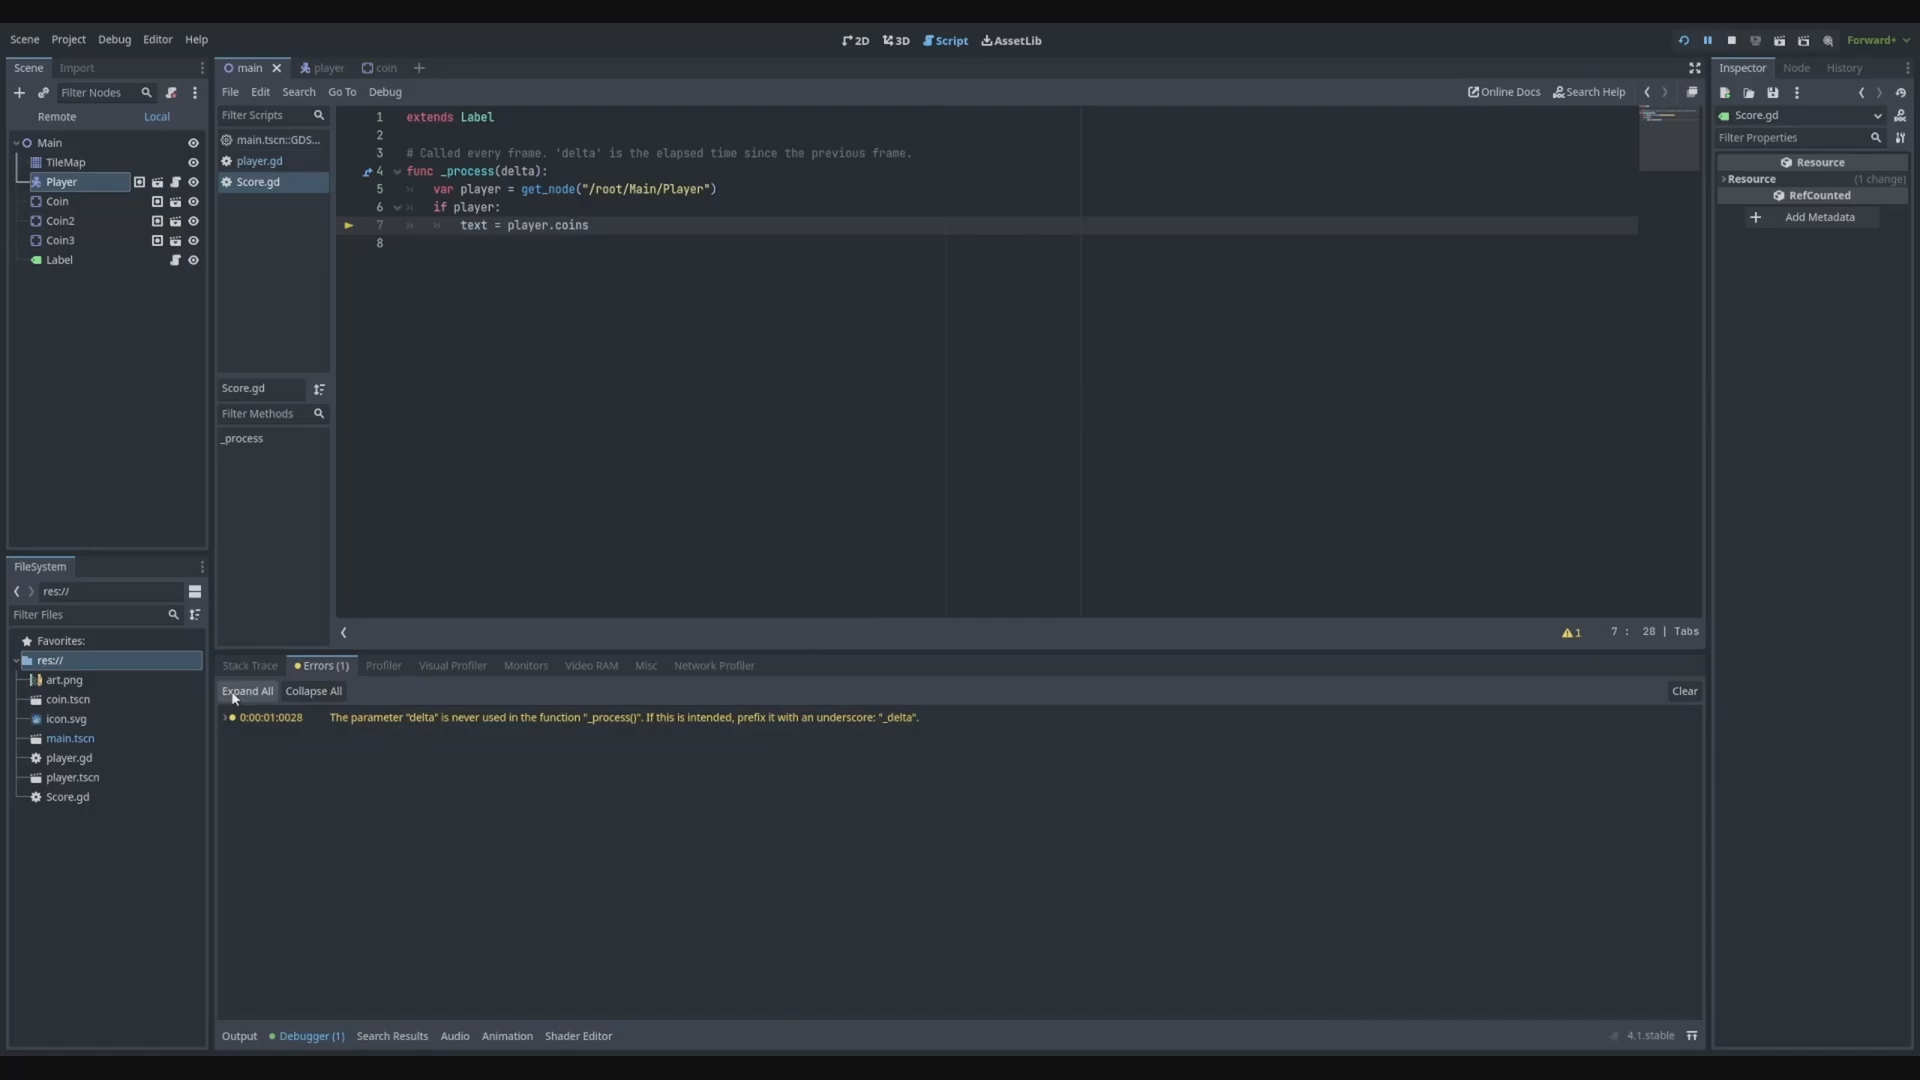 Scene Project Debug Editor Help
2D 3D Script AssetLib
Forward+
Scene Import
Filter Nodes
Remote Local
Main
TileMap
Player
Coin
Coin2
Coin3
Label
FileSystem
res://
Filter Files
Favorites:
res://
art.png
coin.tscn
icon.svg
main.tscn
player.gd
player.tscn
Score.gd
main player coin
File Edit Search Go To Debug
Online Docs Search Help
Filter Scripts
main.tscn::GDS...
player.gd
Score.gd
Score.gd
Filter Methods
_process
1 extends Label
2
3 # Called every frame. 'delta' is the elapsed time since the previous frame.
4 func _process(delta):
5 var player = get_node("/root/Main/Player")
6 if player:
7 text = player.coins
8
1 7 : 28 | Tabs
Stack Trace Errors (1) Profiler Visual Profiler Monitors Video RAM Misc Network Profiler
Expand All Collapse All Clear
0:00:01:0028 The parameter "delta" is never used in the function "_process()". If this is intended, prefix it with an underscore: "_delta".
Output Debugger (1) Search Results Audio Animation Shader Editor
4.1.stable
Inspector Node History
Score.gd
Filter Properties
Resource
Resource (1 change)
RefCounted
Add Metadata